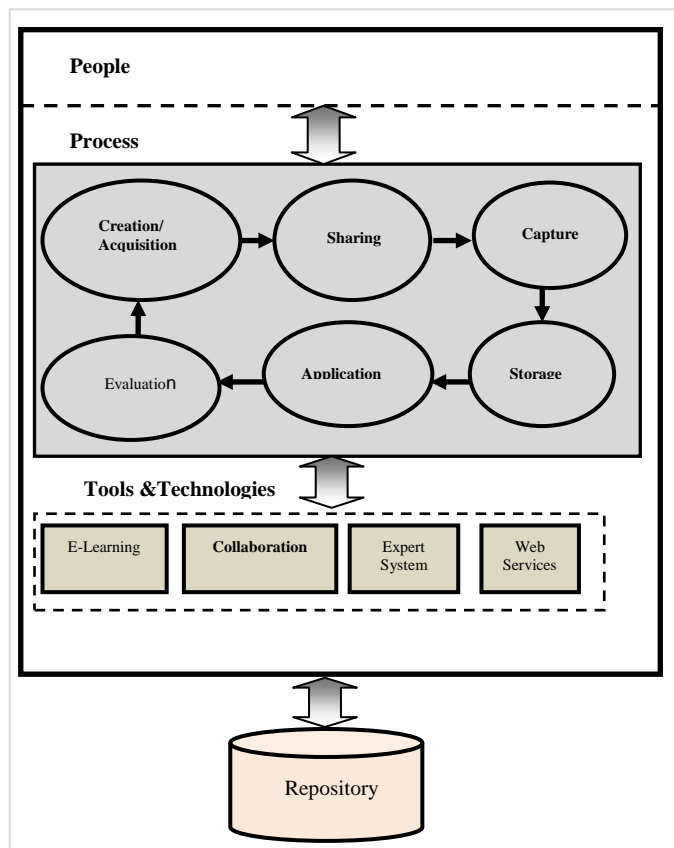 People
Process
Creation/
Acquisition
Sharing
Capture
Evaluation
Application
Storage
Tools &Technologies
E-Learning
Collaboration
Expert
System
Web
Services
Repository